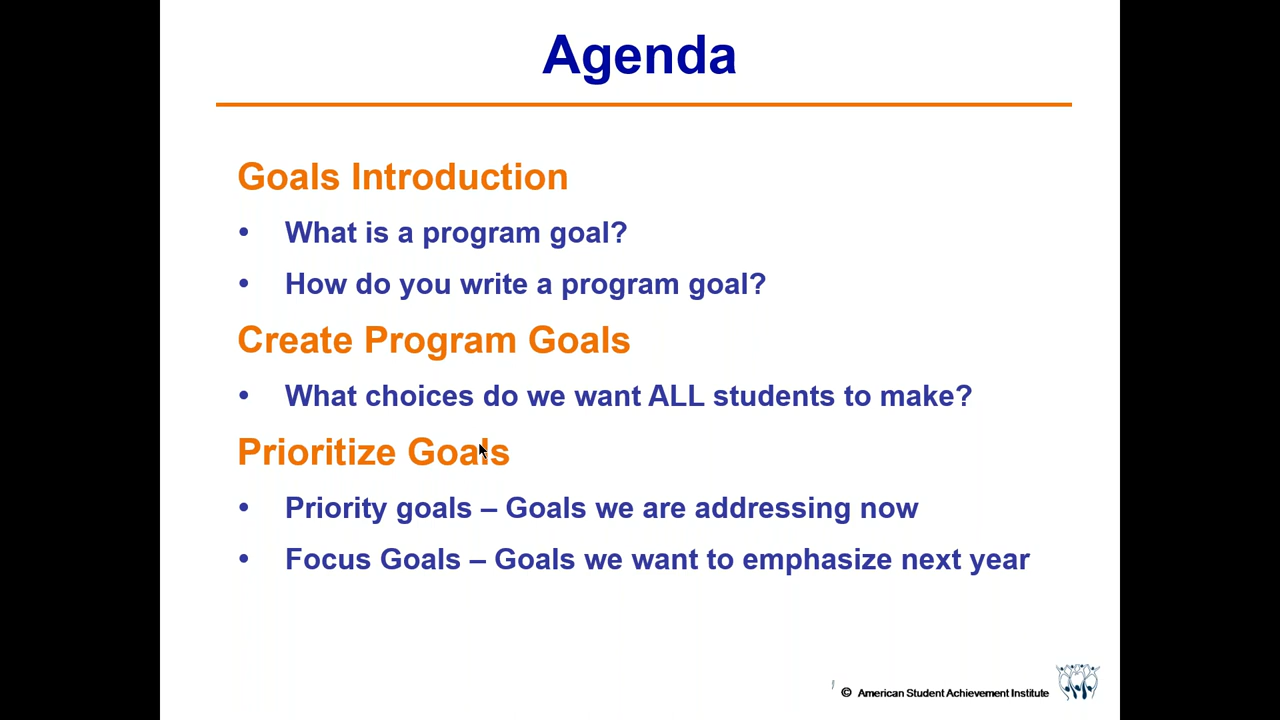 Agenda
Goals Introduction
• What is a program goal?
• How do you write a program goal?
Create Program Goals
• What choices do we want ALL students to make?
Prioritize Goals
• Priority goals – Goals we are addressing now
• Focus Goals – Goals we want to emphasize next year
© American Student Achievement Institute